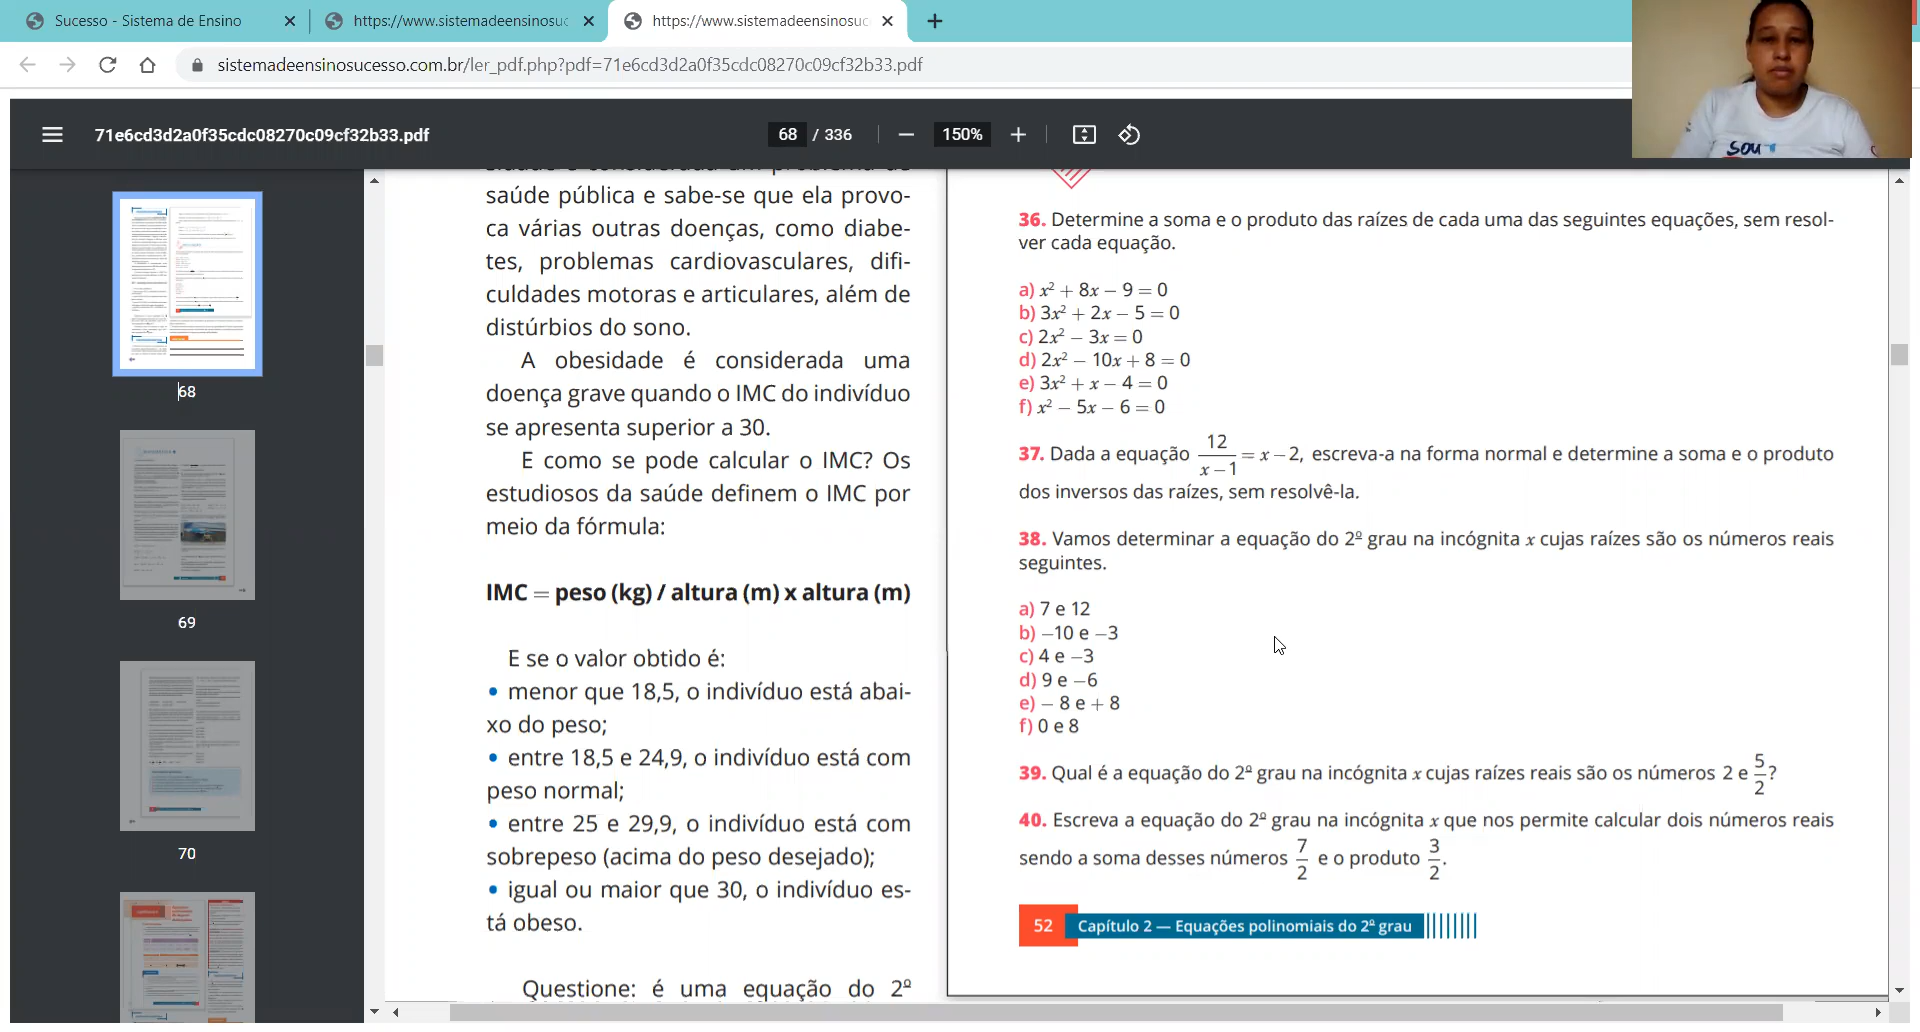 Sucesso - Sistema de Ensino
https://www.sistemadeensinosuc
https://www.sistemadeensinosuc
sistemadeensinosucesso.com.br/ler_pdf.php?pdf=71e6cd3d2a0f35cdc08270c09cf32b33.pdf
71e6cd3d2a0f35cdc08270c09cf32b33.pdf
68 / 336
150%
sou
68
69
70
saúde pública e sabe-se que ela provo-
ca várias outras doenças, como diabe-
tes, problemas cardiovasculares, difi-
culdades motoras e articulares, além de
distúrbios do sono.
A obesidade é considerada uma
doença grave quando o IMC do indivíduo
se apresenta superior a 30.
E como se pode calcular o IMC? Os
estudiosos da saúde definem o IMC por
meio da fórmula:
IMC = peso (kg) / altura (m) x altura (m)
E se o valor obtido é:
• menor que 18,5, o indivíduo está abai-
xo do peso;
• entre 18,5 e 24,9, o indivíduo está com
peso normal;
• entre 25 e 29,9, o indivíduo está com
sobrepeso (acima do peso desejado);
• igual ou maior que 30, o indivíduo es-
tá obeso.
Questione: é uma equação do 2º
36. Determine a soma e o produto das raízes de cada uma das seguintes equações, sem resol-
ver cada equação.
a) x² + 8x – 9 = 0
b) 3x² + 2x – 5 = 0
c) 2x² – 3x = 0
d) 2x² – 10x + 8 = 0
e) 3x² + x – 4 = 0
f) x² – 5x – 6 = 0
37. Dada a equação 12/(x – 1) = x – 2, escreva-a na forma normal e determine a soma e o produto
dos inversos das raízes, sem resolvê-la.
38. Vamos determinar a equação do 2º grau na incógnita x cujas raízes são os números reais
seguintes.
a) 7 e 12
b) –10 e –3
c) 4 e –3
d) 9 e –6
e) – 8 e + 8
f) 0 e 8
39. Qual é a equação do 2º grau na incógnita x cujas raízes reais são os números 2 e 5/2?
40. Escreva a equação do 2º grau na incógnita x que nos permite calcular dois números reais
sendo a soma desses números 7/2 e o produto 3/2.
52 Capítulo 2 — Equações polinomiais do 2º grau